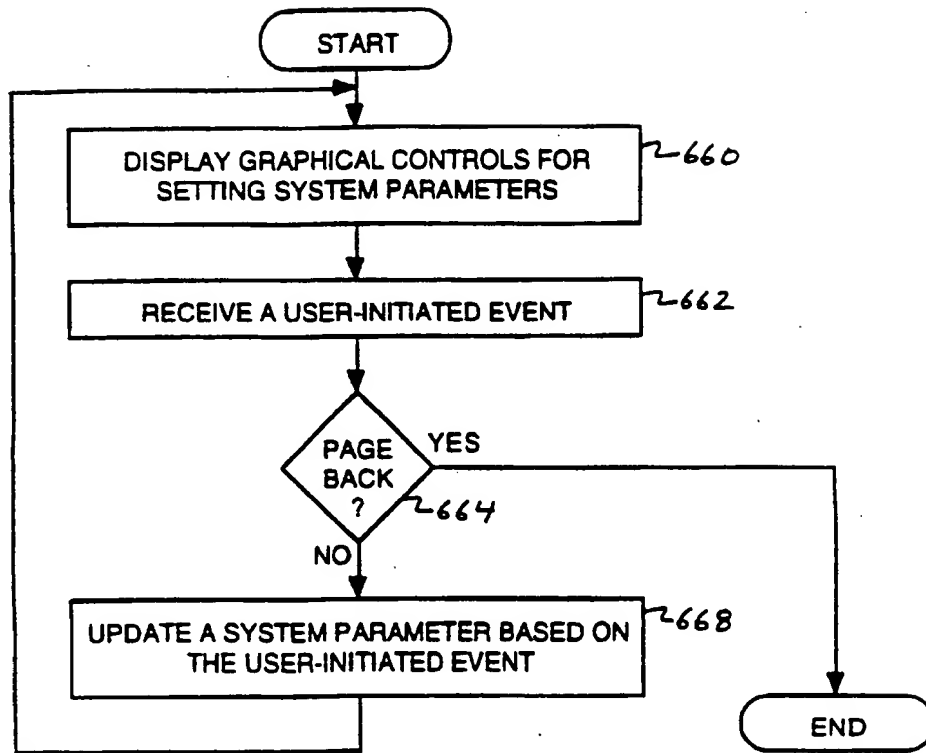 START
DISPLAY GRAPHICAL CONTROLS FOR
SETTING SYSTEM PARAMETERS
660
RECEIVE A USER-INITIATED EVENT
662
PAGE
BACK
?
YES
664
NO
UPDATE A SYSTEM PARAMETER BASED ON
THE USER-INITIATED EVENT
668
END